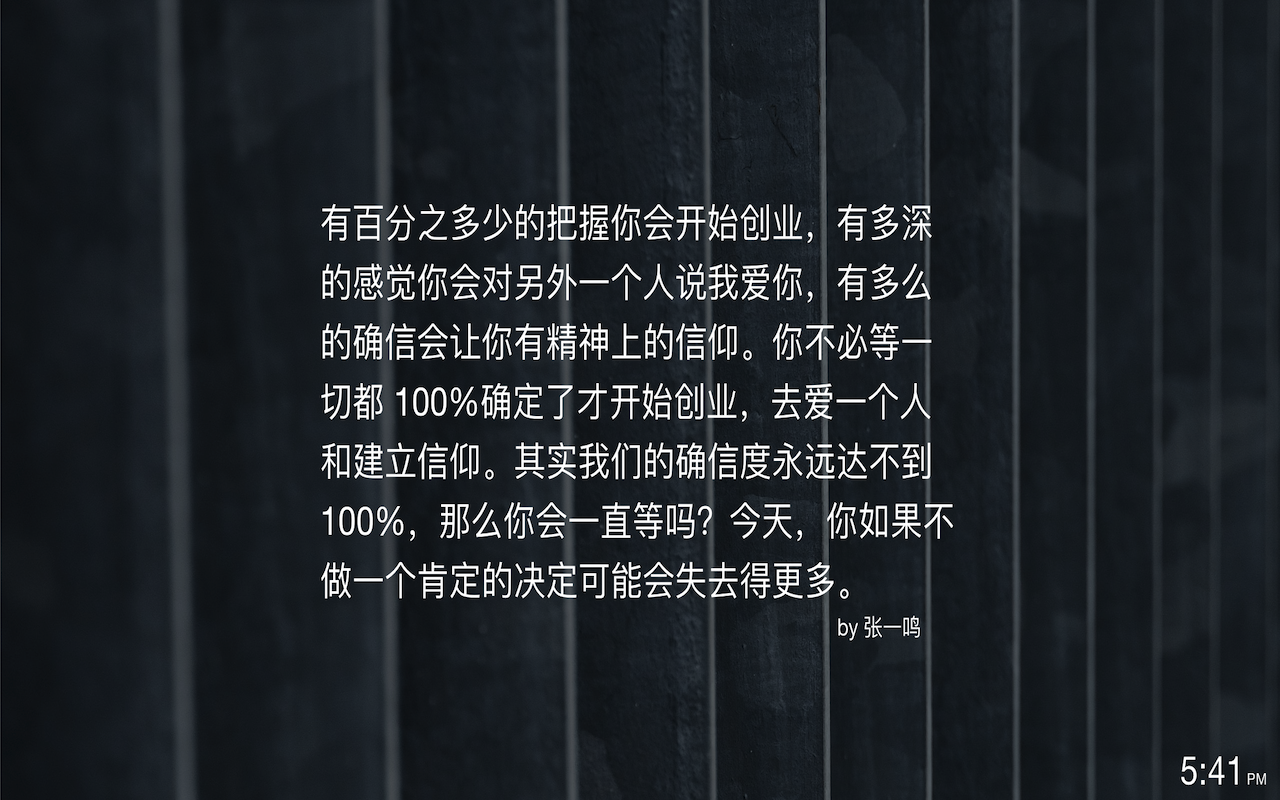 有百分之多少的把握你会开始创业，有多深
的感觉你会对另外一个人说我爱你，有多么
的确信会让你有精神上的信仰。你不必等一
切都 100%确定了才开始创业，去爱一个人
和建立信仰。其实我们的确信度永远达不到
100%，那么你会一直等吗？今天，你如果不
做一个肯定的决定可能会失去得更多。
by 张一鸣
5:41 PM